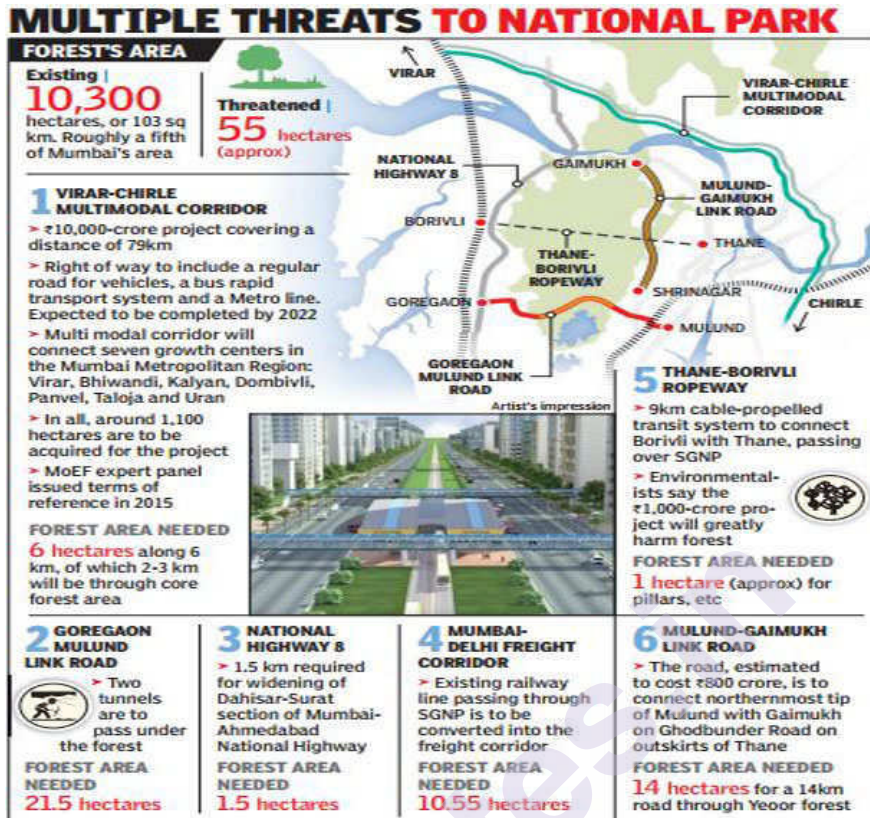 MULTIPLE THREATS TO NATIONAL PARK
FOREST'S AREA
Existing |
10,300
hectares, or 103 sq
km. Roughly a fifth
of Mumbai's area
Threatened |
55 hectares
(approx)
VIRAR
VIRAR-CHIRLE
MULTIMODAL
CORRIDOR
NATIONAL
HIGHWAY 8
GAIMUKH
MULUND-
GAIMUKH
LINK ROAD
BORIVLI
THANE
THANE-
BORIVLI
ROPEWAY
GOREGAON
SHRINAGAR
CHIRLE
MULUND
GOREGAON
MULUND LINK
ROAD
1 VIRAR-CHIRLE
MULTIMODAL CORRIDOR
➤ ₹10,000-crore project covering a
distance of 79km
➤ Right of way to include a regular
road for vehicles, a bus rapid
transport system and a Metro line.
Expected to be completed by 2022
➤ Multi modal corridor will
connect seven growth centers in
the Mumbai Metropolitan Region:
Virar, Bhiwandi, Kalyan, Dombivli,
Panvel, Taloja and Uran
➤ In all, around 1,100
hectares are to be
acquired for the project
➤ MoEF expert panel
issued terms of
reference in 2015
FOREST AREA NEEDED
6 hectares along 6
km, of which 2-3 km
will be through core
forest area
Artist's impression
5 THANE-BORIVLI
ROPEWAY
➤ 9km cable-propelled
transit system to connect
Borivli with Thane, passing
over SGNP
➤ Environmental-
ists say the
₹1,000-crore pro-
ject will greatly
harm forest
FOREST AREA NEEDED
1 hectare (approx) for
pillars, etc
2 GOREGAON
MULUND
LINK ROAD
➤ Two
tunnels
are to
pass under
the forest
FOREST AREA
NEEDED
21.5 hectares
3 NATIONAL
HIGHWAY 8
➤ 1.5 km required
for widening of
Dahisar-Surat
section of Mumbai-
Ahmedabad
National Highway
FOREST AREA
NEEDED
1.5 hectares
4 MUMBAI-
DELHI FREIGHT
CORRIDOR
➤ Existing railway
line passing through
SGNP is to be
converted into the
freight corridor
FOREST AREA
NEEDED
10.55 hectares
6 MULUND-GAIMUKH
LINK ROAD
➤ The road, estimated
to cost ₹800 crore, is to
connect northernmost tip
of Mulund with Gaimukh
on Ghodbunder Road on
outskirts of Thane
FOREST AREA NEEDED
14 hectares for a 14km
road through Yeoor forest